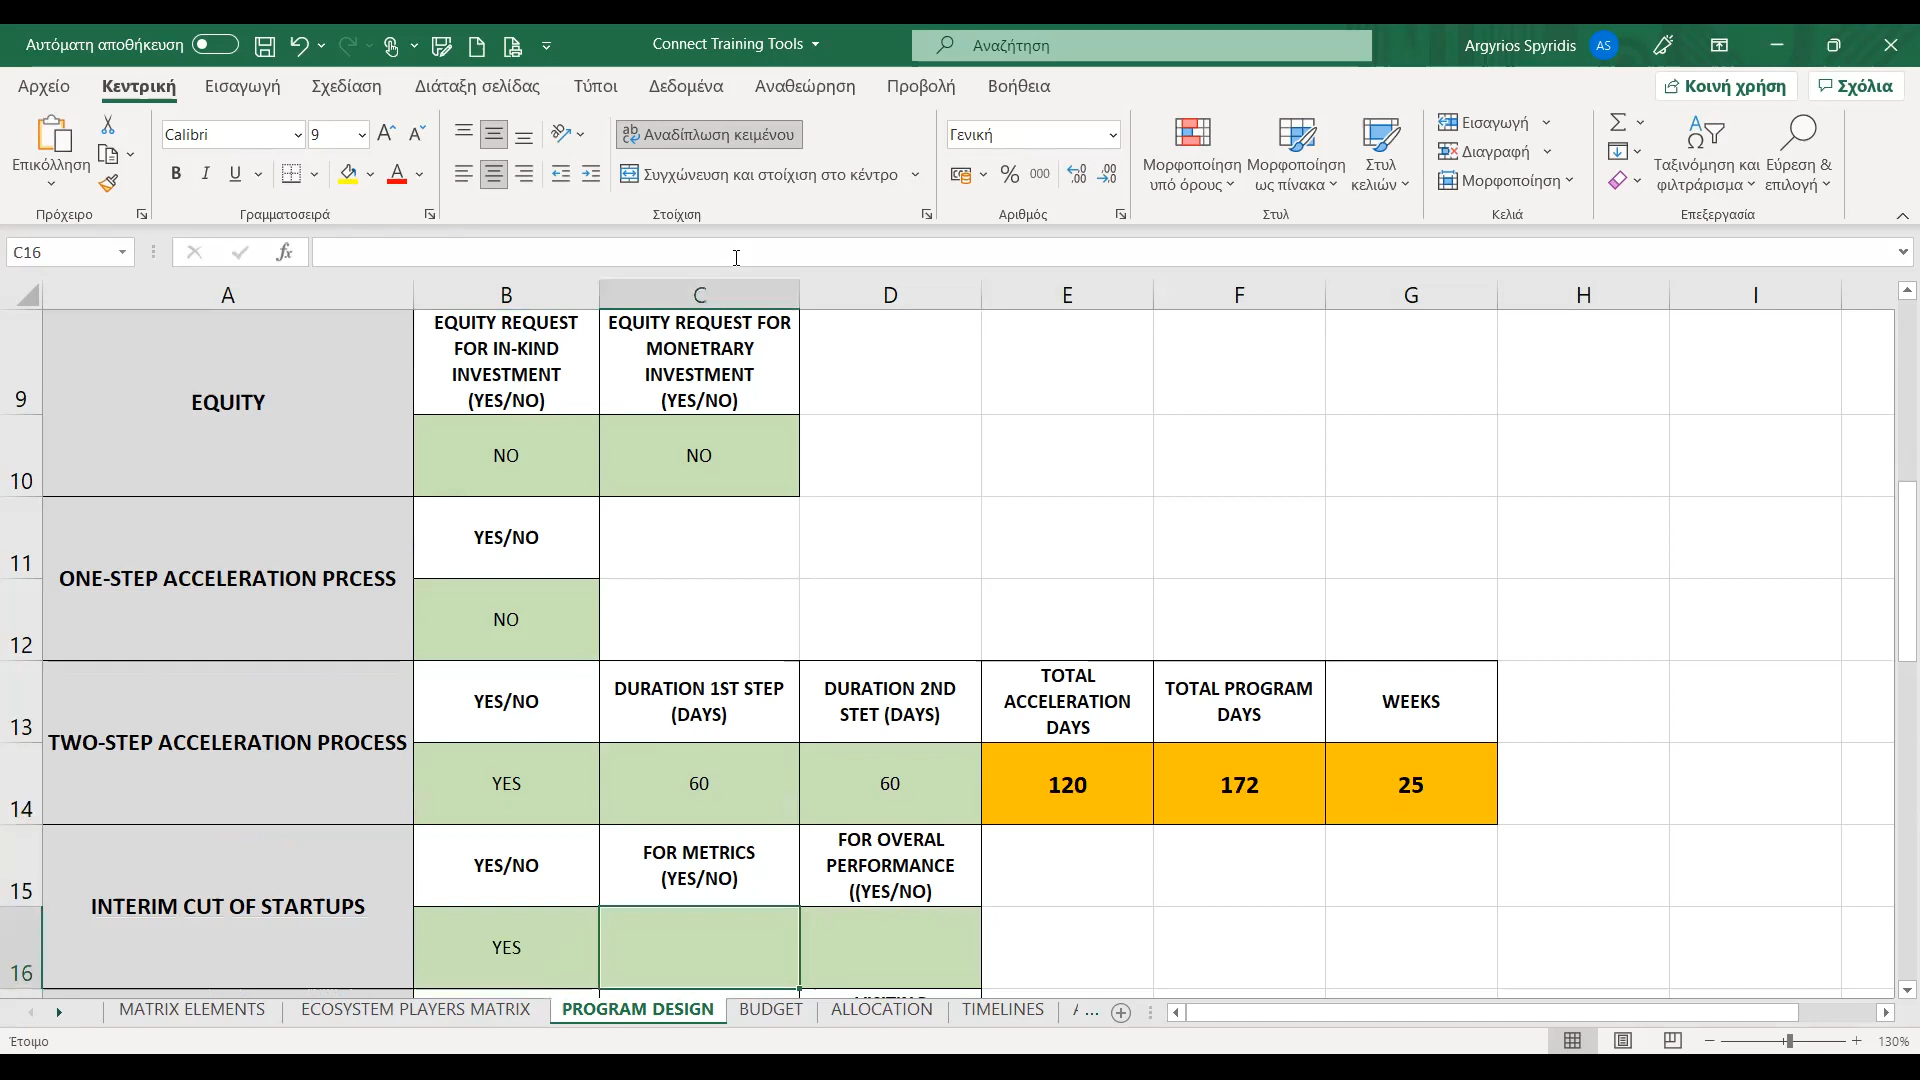 Αυτόματη αποθήκευση
Connect Training Tools
Αναζήτηση
Argyrios Spyridis
AS
Αρχείο
Κεντρική
Εισαγωγή
Σχεδίαση
Διάταξη σελίδας
Τύποι
Δεδομένα
Αναθεώρηση
Προβολή
Βοήθεια
Κοινή χρήση
Σχόλια
Επικόλληση
Πρόχειρο
Calibri
9
B I U
Γραμματοσειρά
Αναδίπλωση κειμένου
Συγχώνευση και στοίχιση στο κέντρο
Στοίχιση
Γενική
% 000
Αριθμός
Μορφοποίηση
υπό όρους
Μορφοποίηση
ως πίνακα
Στυλ
κελιών
Στυλ
Εισαγωγή
Διαγραφή
Μορφοποίηση
Κελιά
Ταξινόμηση και
φιλτράρισμα
Εύρεση &
επιλογή
Επεξεργασία
C16
fx
A B C D E F G H I
9
EQUITY
EQUITY REQUEST
FOR IN-KIND
INVESTMENT
(YES/NO)
EQUITY REQUEST FOR
MONETRARY
INVESTMENT
(YES/NO)
10
NO
NO
11
ONE-STEP ACCELERATION PRCESS
YES/NO
12
NO
13
TWO-STEP ACCELERATION PROCESS
YES/NO
DURATION 1ST STEP
(DAYS)
DURATION 2ND
STET (DAYS)
TOTAL
ACCELERATION
DAYS
TOTAL PROGRAM
DAYS
WEEKS
14
YES
60
60
120
172
25
15
INTERIM CUT OF STARTUPS
YES/NO
FOR METRICS
(YES/NO)
FOR OVERAL
PERFORMANCE
((YES/NO)
16
YES
MATRIX ELEMENTS
ECOSYSTEM PLAYERS MATRIX
PROGRAM DESIGN
BUDGET
ALLOCATION
TIMELINES
...
Έτοιμο
130%